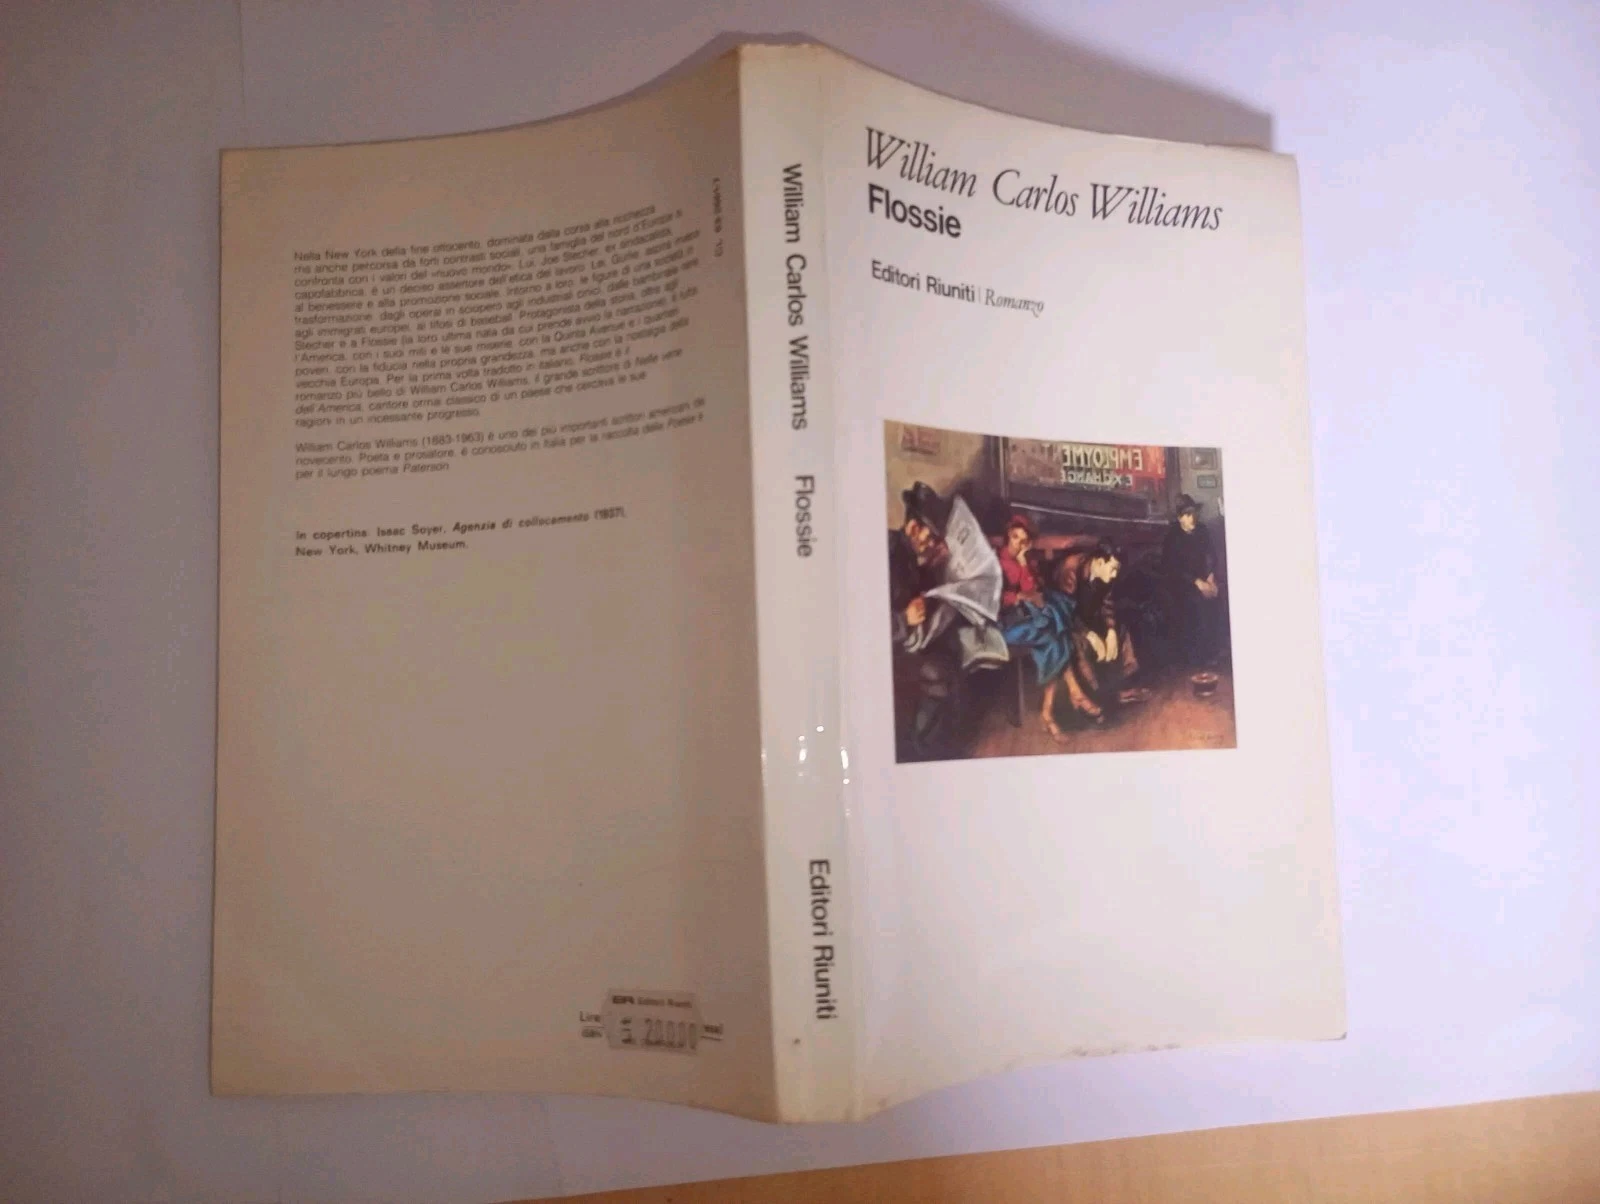 Nella New York della fine ottocento, dominata dalla corsa alla ricchezza
ma anche percorsa da forti contrasti sociali, una famiglia del nord d'Europa si
confronta con i valori del «nuovo mondo». Lui, Joe Stecher, ex sindacalista,
capofabbrica, è un deciso assertore dell'etica del lavoro. Lei, Gurlie, aspira invece
al benessere e alla promozione sociale. Intorno a loro, le figure di una società in
trasformazione: dagli operai in sciopero agli industriali cinici, dalle bambinaie nere
agli immigrati europei, ai tifosi di baseball. Protagonista della storia, oltre agli
Stecher e a Flossie (la loro ultima nata da cui prende avvio la narrazione), è tutta
l'America, con i suoi miti e le sue miserie, con la Quinta Avenue e i quartieri
poveri, con la fiducia nella propria grandezza, ma anche con la nostalgia della
vecchia Europa. Per la prima volta tradotto in italiano, Flossie è il
romanzo più bello di William Carlos Williams, il grande scrittore di Nelle vene
dell'America, cantore ormai classico di un paese che cercava le sue
ragioni in un incessante progresso.
William Carlos Williams (1883-1963) è uno dei più importanti scrittori americani del
novecento. Poeta e prosatore, è conosciuto in Italia per la raccolta delle Poesie e
per il lungo poema Paterson.
In copertina: Isaac Soyer, Agenzia di collocamento (1937),
New York, Whitney Museum.
Editori Riuniti
Lire
£ 20.000
ISBN
William Carlos Williams Flossie Editori Riuniti
William Carlos Williams
Flossie
Editori Riuniti | Romanzo
EMPLOYME
EXCHANGE